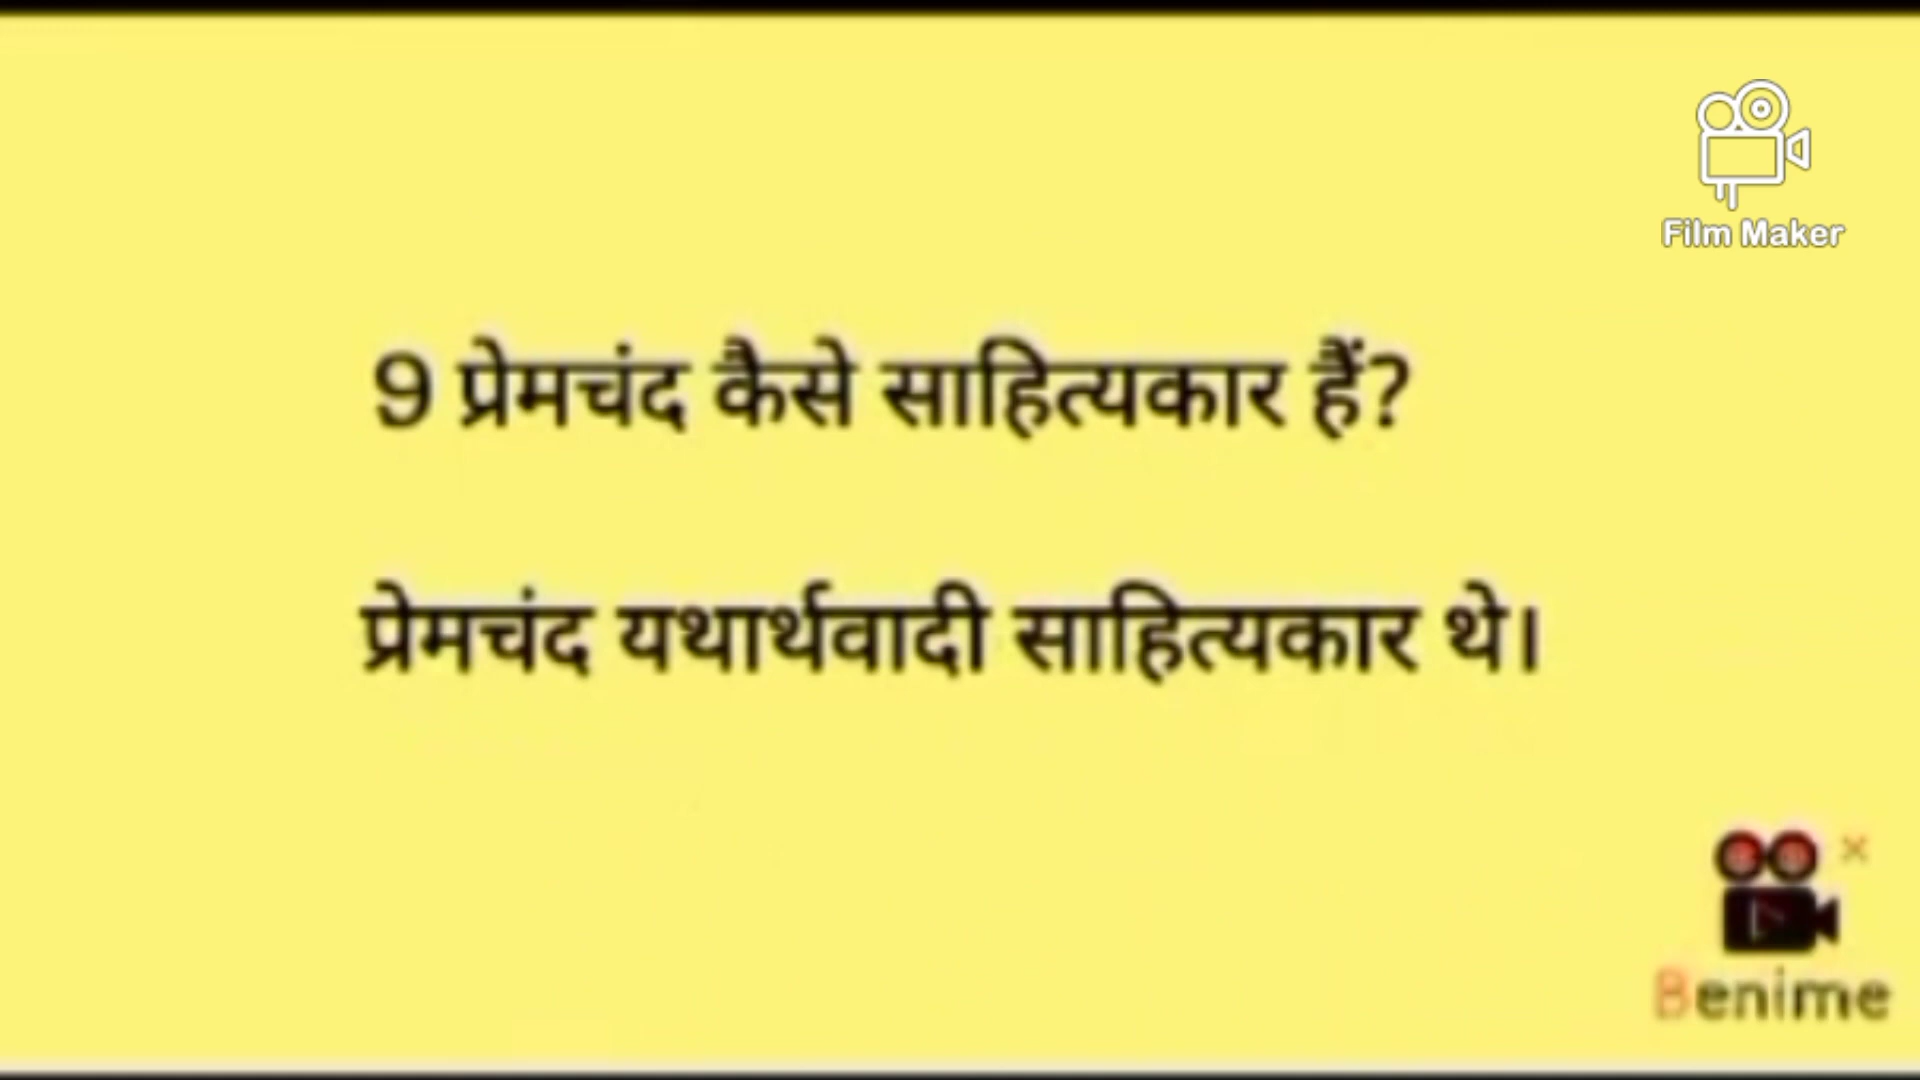 Film Maker
9 प्रेमचंद कैसे साहित्यकार हैं?
प्रेमचंद यथार्थवादी साहित्यकार थे।
Benime